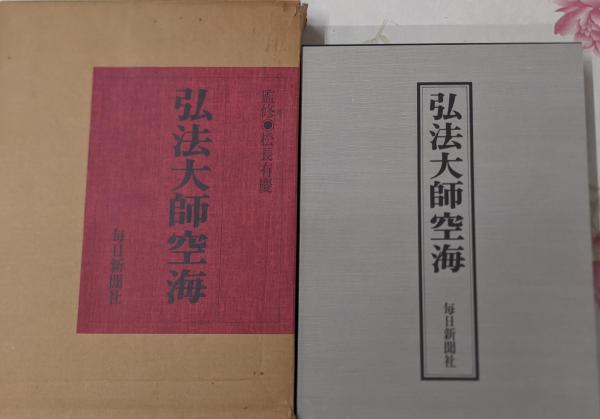 監修●松長有慶
弘法大師空海
毎日新聞社
弘法大師空海
毎日新聞社